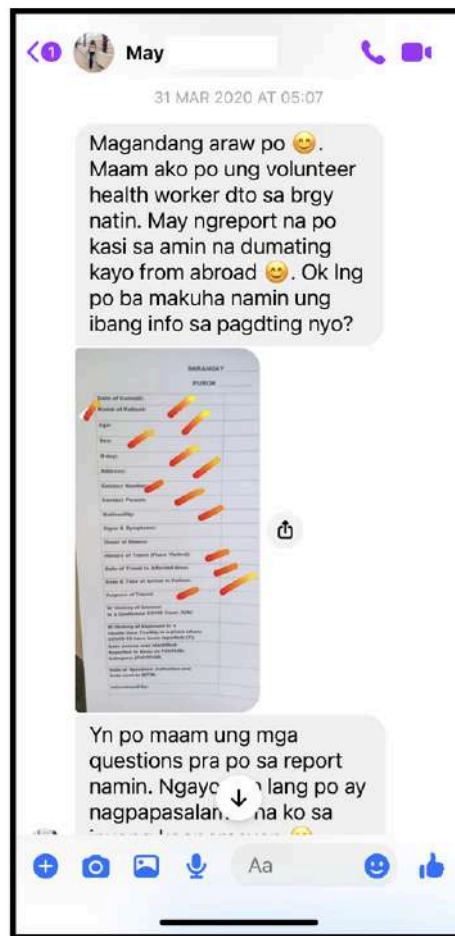 1
May
31 MAR 2020 AT 05:07
Magandang araw po 😊.
Maam ako po ung volunteer
health worker dto sa brgy
natin. May ngreport na po
kasi sa amin na dumating
kayo from abroad 😊. Ok lng
po ba makuha namin ung
ibang info sa pagdting nyo?
BARANGAY
PUROK
Date of Consult:
Name of Patient:
Age:
Sex:
B-day:
Address:
Contact Number:
Contact Person:
Nationality:
Signs & Symptoms:
Onset of Illness:
History of Travel (Place Visited):
Date of Travel to Affected Area:
Date & Time of Arrival in
Purpose of Travel:
Yn po maam ung mga
questions pra po sa report
namin. lang po ay
ko sa
Aa